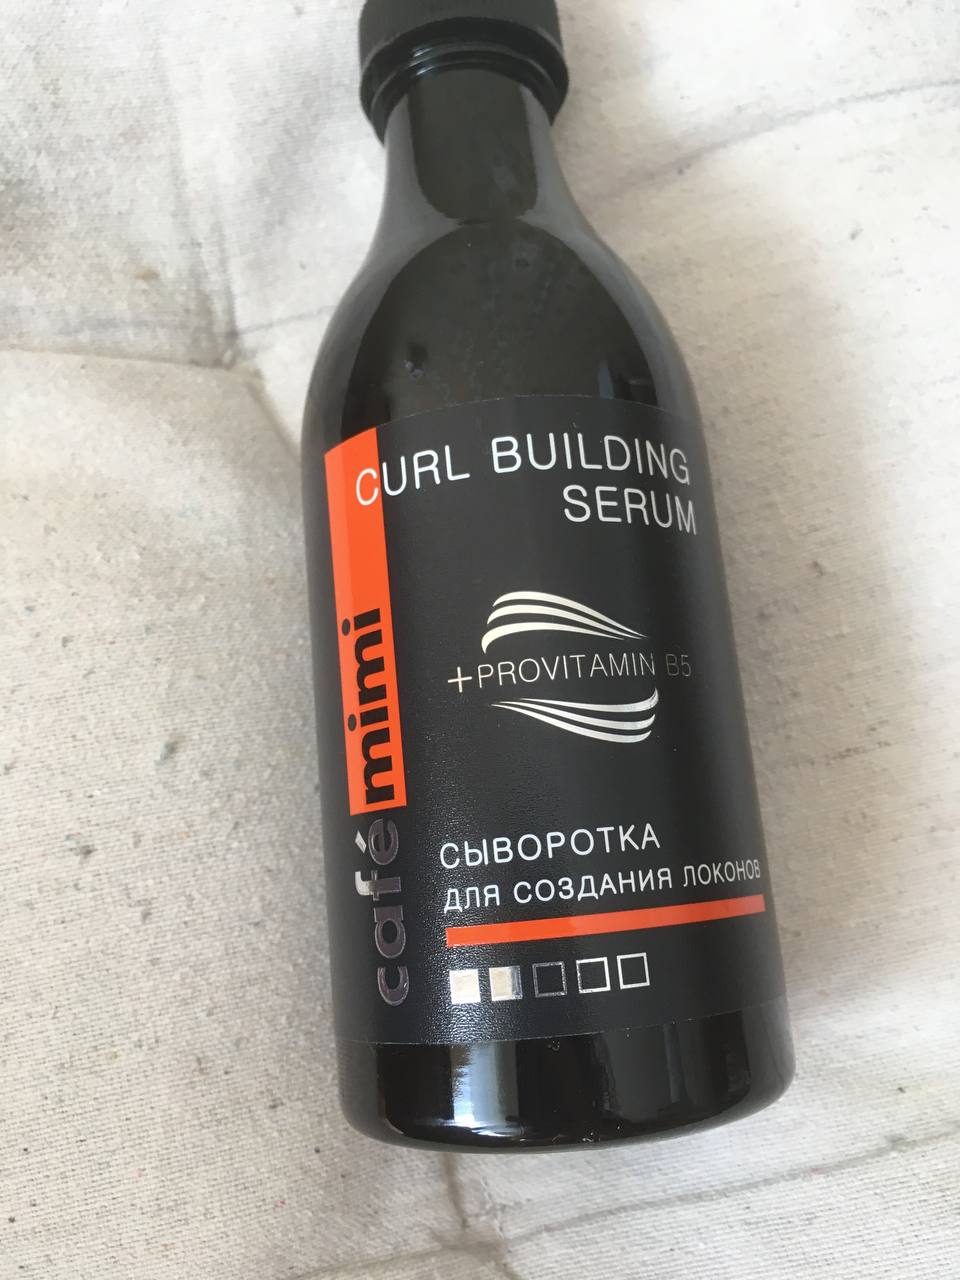 CURL BUILDING
SERUM
+PROVITAMIN B5
café mimi
СЫВОРОТКА
ДЛЯ СОЗДАНИЯ ЛОКОНОВ